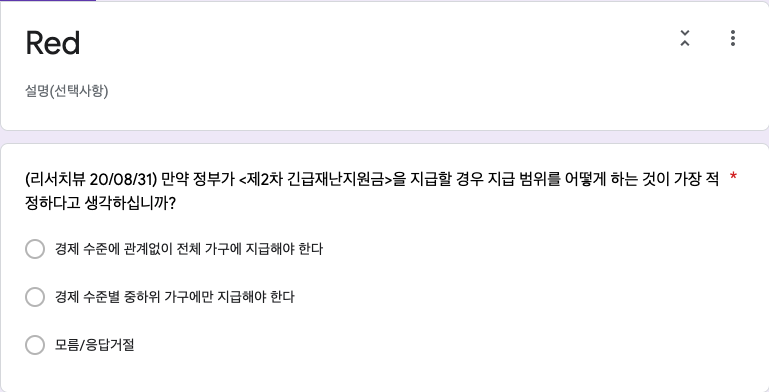 Red
설명(선택사항)
(리서치뷰 20/08/31) 만약 정부가 <제2차 긴급재난지원금>을 지급할 경우 지급 범위를 어떻게 하는 것이 가장 적 *
정하다고 생각하십니까?
경제 수준에 관계없이 전체 가구에 지급해야 한다
경제 수준별 중하위 가구에만 지급해야 한다
모름/응답거절